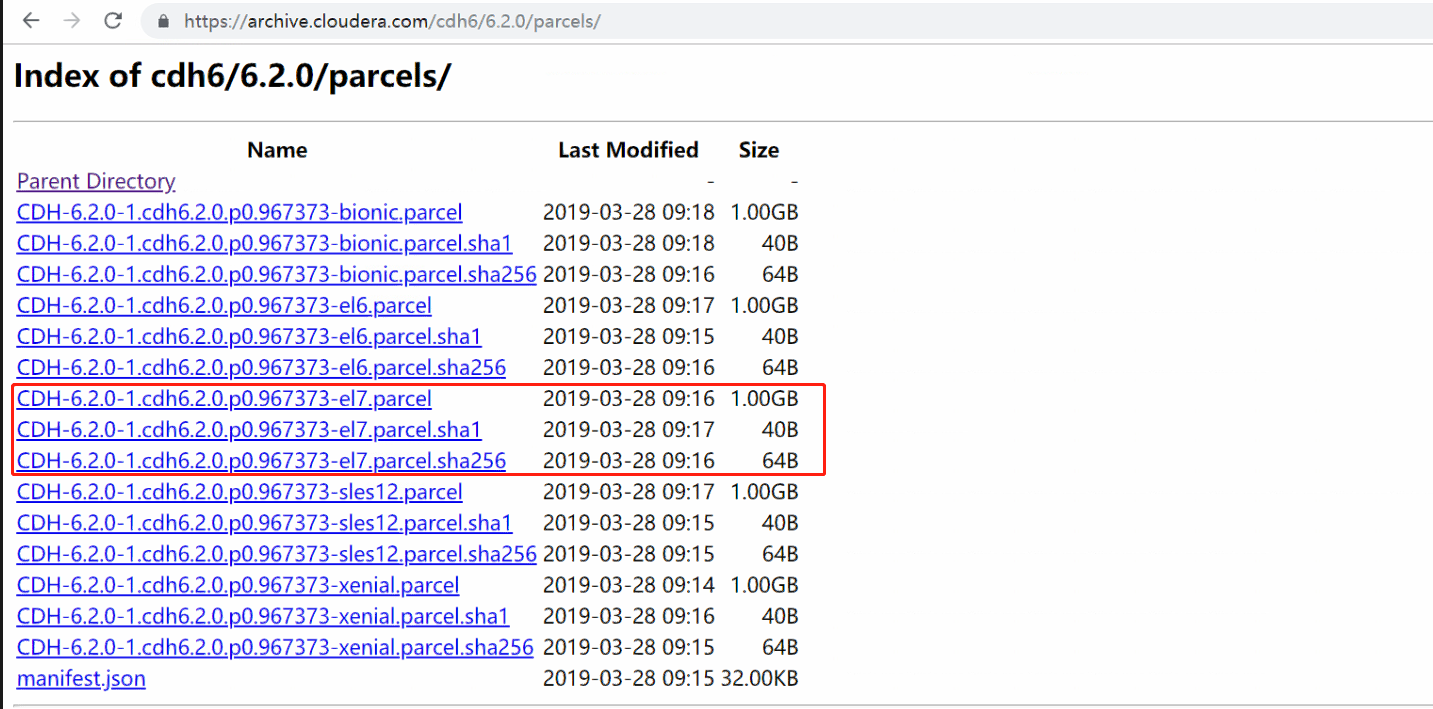 https://archive.cloudera.com/cdh6/6.2.0/parcels/
Index of cdh6/6.2.0/parcels/
Name Last Modified Size
Parent Directory - -
CDH-6.2.0-1.cdh6.2.0.p0.967373-bionic.parcel 2019-03-28 09:18 1.00GB
CDH-6.2.0-1.cdh6.2.0.p0.967373-bionic.parcel.sha1 2019-03-28 09:18 40B
CDH-6.2.0-1.cdh6.2.0.p0.967373-bionic.parcel.sha256 2019-03-28 09:16 64B
CDH-6.2.0-1.cdh6.2.0.p0.967373-el6.parcel 2019-03-28 09:17 1.00GB
CDH-6.2.0-1.cdh6.2.0.p0.967373-el6.parcel.sha1 2019-03-28 09:15 40B
CDH-6.2.0-1.cdh6.2.0.p0.967373-el6.parcel.sha256 2019-03-28 09:16 64B
CDH-6.2.0-1.cdh6.2.0.p0.967373-el7.parcel 2019-03-28 09:16 1.00GB
CDH-6.2.0-1.cdh6.2.0.p0.967373-el7.parcel.sha1 2019-03-28 09:17 40B
CDH-6.2.0-1.cdh6.2.0.p0.967373-el7.parcel.sha256 2019-03-28 09:16 64B
CDH-6.2.0-1.cdh6.2.0.p0.967373-sles12.parcel 2019-03-28 09:17 1.00GB
CDH-6.2.0-1.cdh6.2.0.p0.967373-sles12.parcel.sha1 2019-03-28 09:15 40B
CDH-6.2.0-1.cdh6.2.0.p0.967373-sles12.parcel.sha256 2019-03-28 09:15 64B
CDH-6.2.0-1.cdh6.2.0.p0.967373-xenial.parcel 2019-03-28 09:14 1.00GB
CDH-6.2.0-1.cdh6.2.0.p0.967373-xenial.parcel.sha1 2019-03-28 09:16 40B
CDH-6.2.0-1.cdh6.2.0.p0.967373-xenial.parcel.sha256 2019-03-28 09:15 64B
manifest.json 2019-03-28 09:15 32.00KB